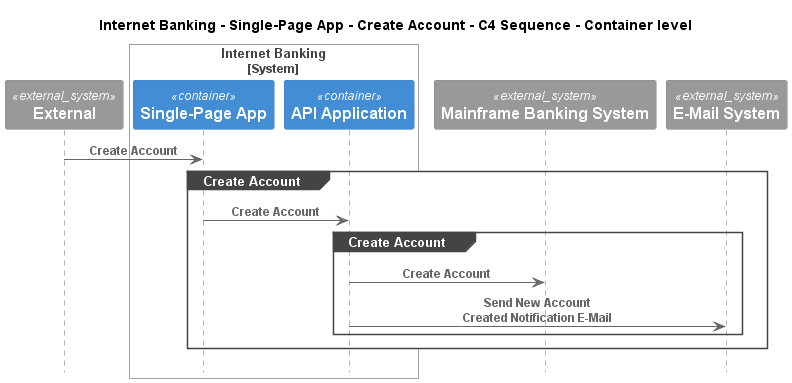 Internet Banking - Single-Page App - Create Account - C4 Sequence - Container level
Internet Banking
[System]
«external_system»
External
«container»
Single-Page App
«container»
API Application
«external_system»
Mainframe Banking System
«external_system»
E-Mail System
Create Account
Create Account
Create Account
Create Account
Create Account
Send New Account
Created Notification E-Mail